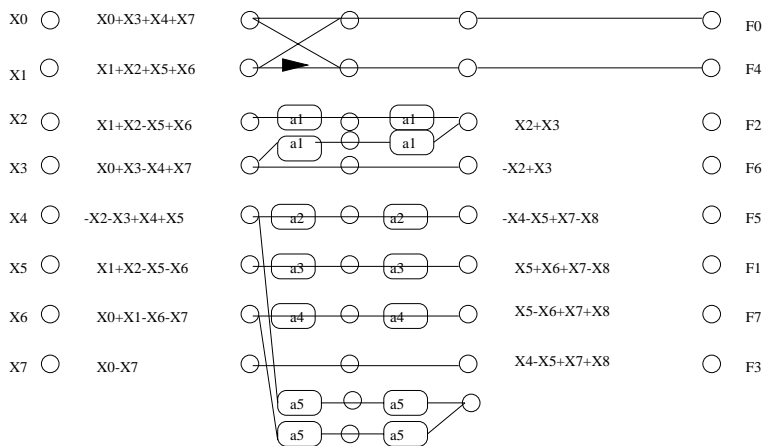 X0 X0+X3+X4+X7 F0
X1 X1+X2+X5+X6 F4
X2 X1+X2-X5+X6 a1 a1 X2+X3 F2
a1 a1
X3 X0+X3-X4+X7 -X2+X3 F6
X4 -X2-X3+X4+X5 a2 a2 -X4-X5+X7-X8 F5
X5 X1+X2-X5-X6 a3 a3 X5+X6+X7-X8 F1
X6 X0+X1-X6-X7 a4 a4 X5-X6+X7+X8 F7
X7 X0-X7 X4-X5+X7+X8 F3
a5 a5
a5 a5